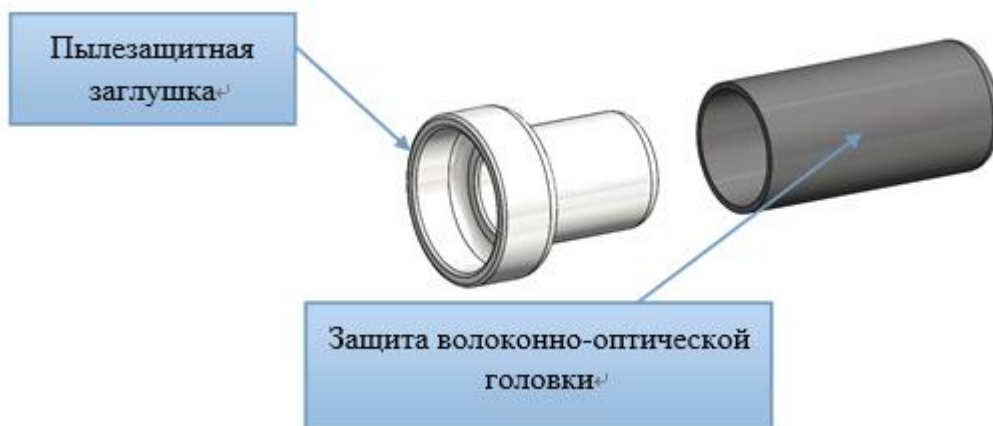 Пылезащитная
заглушка
Защита волоконно-оптической
головки